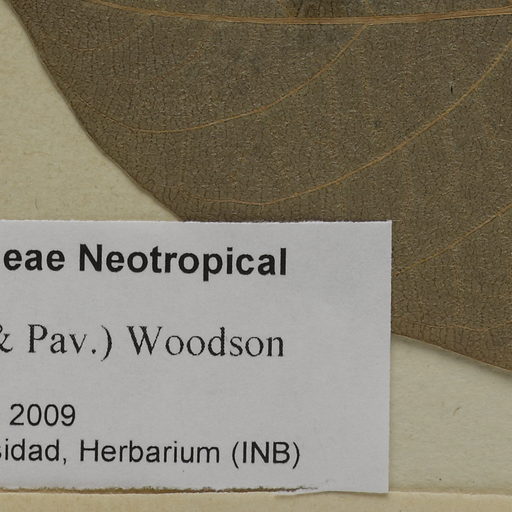 eae Neotropical
& Pav.) Woodson
2009
sidad, Herbarium (INB)